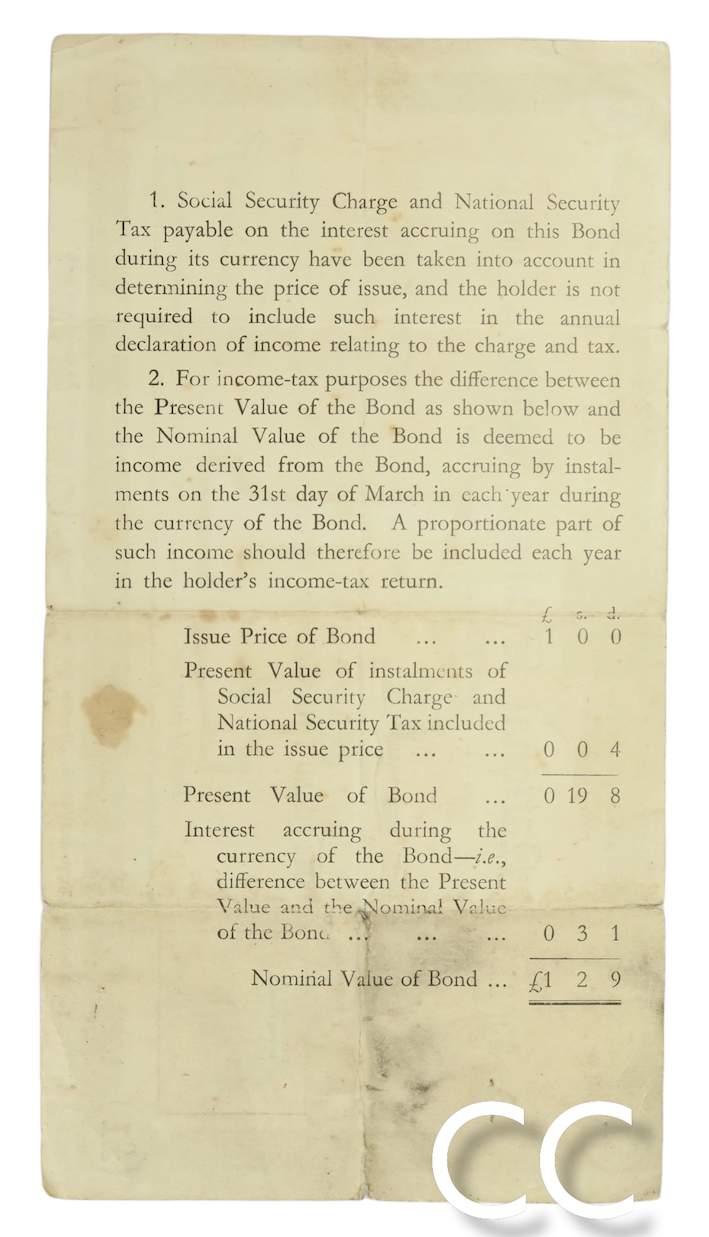 1. Social Security Charge and National Security
Tax payable on the interest accruing on this Bond
during its currency have been taken into account in
determining the price of issue, and the holder is not
required to include such interest in the annual
declaration of income relating to the charge and tax.
2. For income-tax purposes the difference between
the Present Value of the Bond as shown below and
the Nominal Value of the Bond is deemed to be
income derived from the Bond, accruing by instal-
ments on the 31st day of March in each year during
the currency of the Bond. A proportionate part of
such income should therefore be included each year
in the holder's income-tax return.
£ s. d.
Issue Price of Bond ... ... 1 0 0
Present Value of instalments of
Social Security Charge and
National Security Tax included
in the issue price ... ... 0 0 4
Present Value of Bond ... 0 19 8
Interest accruing during the
currency of the Bond—i.e.,
difference between the Present
Value and the Nominal Value
of the Bond ... ... ... 0 3 1
Nominal Value of Bond ... £1 2 9
CC